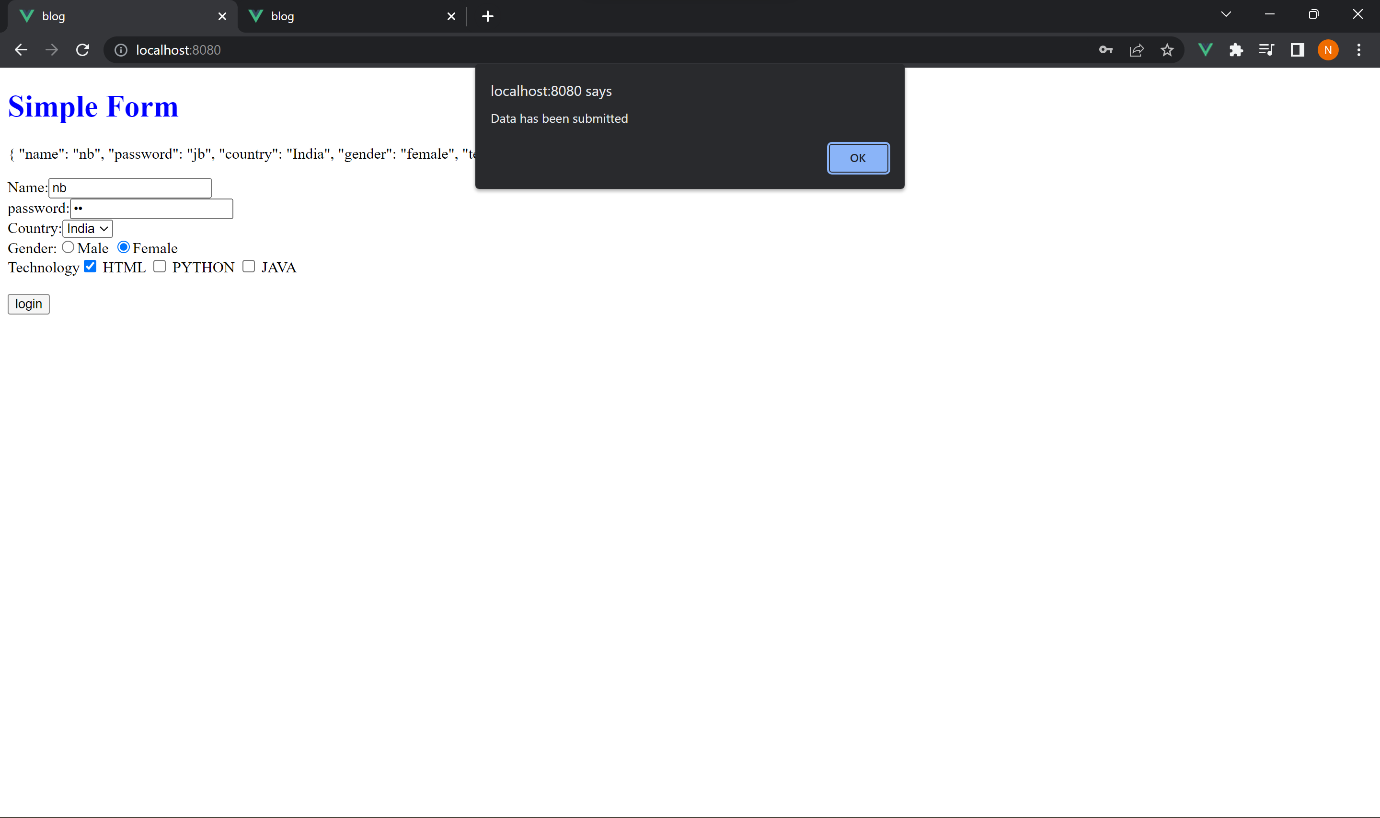 blog
blog
localhost:8080
N
localhost:8080 says
Data has been submitted
OK
Simple Form
{ "name": "nb", "password": "jb", "country": "India", "gender": "female",
Name: nb
password: ••
Country: India
Gender: Male Female
Technology HTML PYTHON JAVA
login